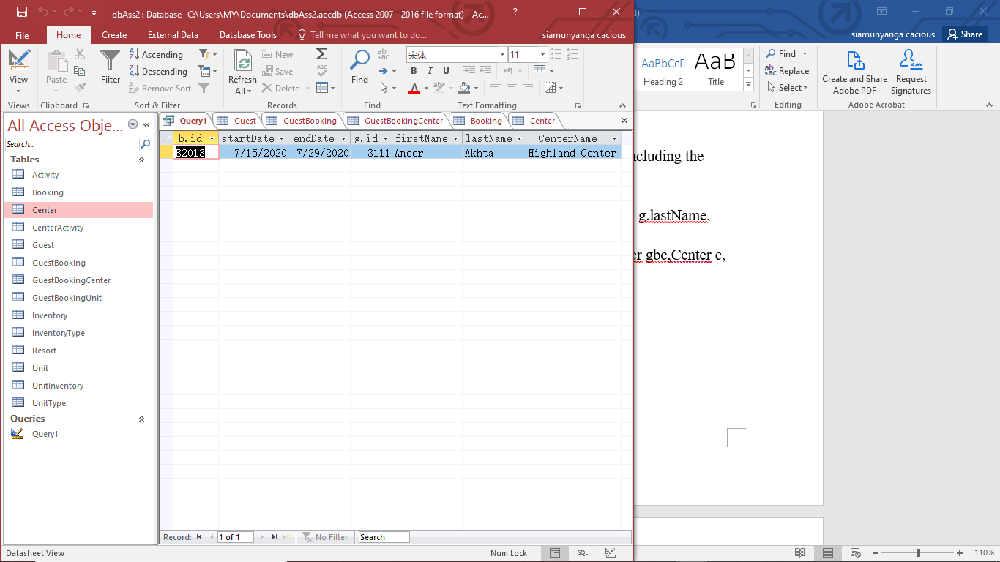 dbAss2 : Database- C:\Users\MY\Documents\dbAss2.accdb (Access 2007 - 2016 file format) - Ac... ?
File Home Create External Data Database Tools Tell me what you want to do... siamunyanga cacious
siamunyanga cacious Share
View Paste Filter Ascending Descending Remove Sort Refresh All New Save Delete Find 宋体 11 B I U A
Views Clipboard Sort & Filter Records Find Text Formatting
AaBbCcD AaB Heading 2 Title
Find Replace Select
Create and Share Adobe PDF Request Signatures
Editing Adobe Acrobat
All Access Obje...
Search...
Tables
Activity
Booking
Center
CenterActivity
Guest
GuestBooking
GuestBookingCenter
GuestBookingUnit
Inventory
InventoryType
Resort
Unit
UnitInventory
UnitType
Queries
Query1
Query1 Guest GuestBooking GuestBookingCenter Booking Center
b.id startDate endDate g.id firstName lastName CenterName
B2013 7/15/2020 7/29/2020 3111 Ameer Akhta Highland Center
cluding the
g.lastName,
er gbc,Center c,
Record: 1 of 1 No Filter Search
Datasheet View Num Lock SQL
110%